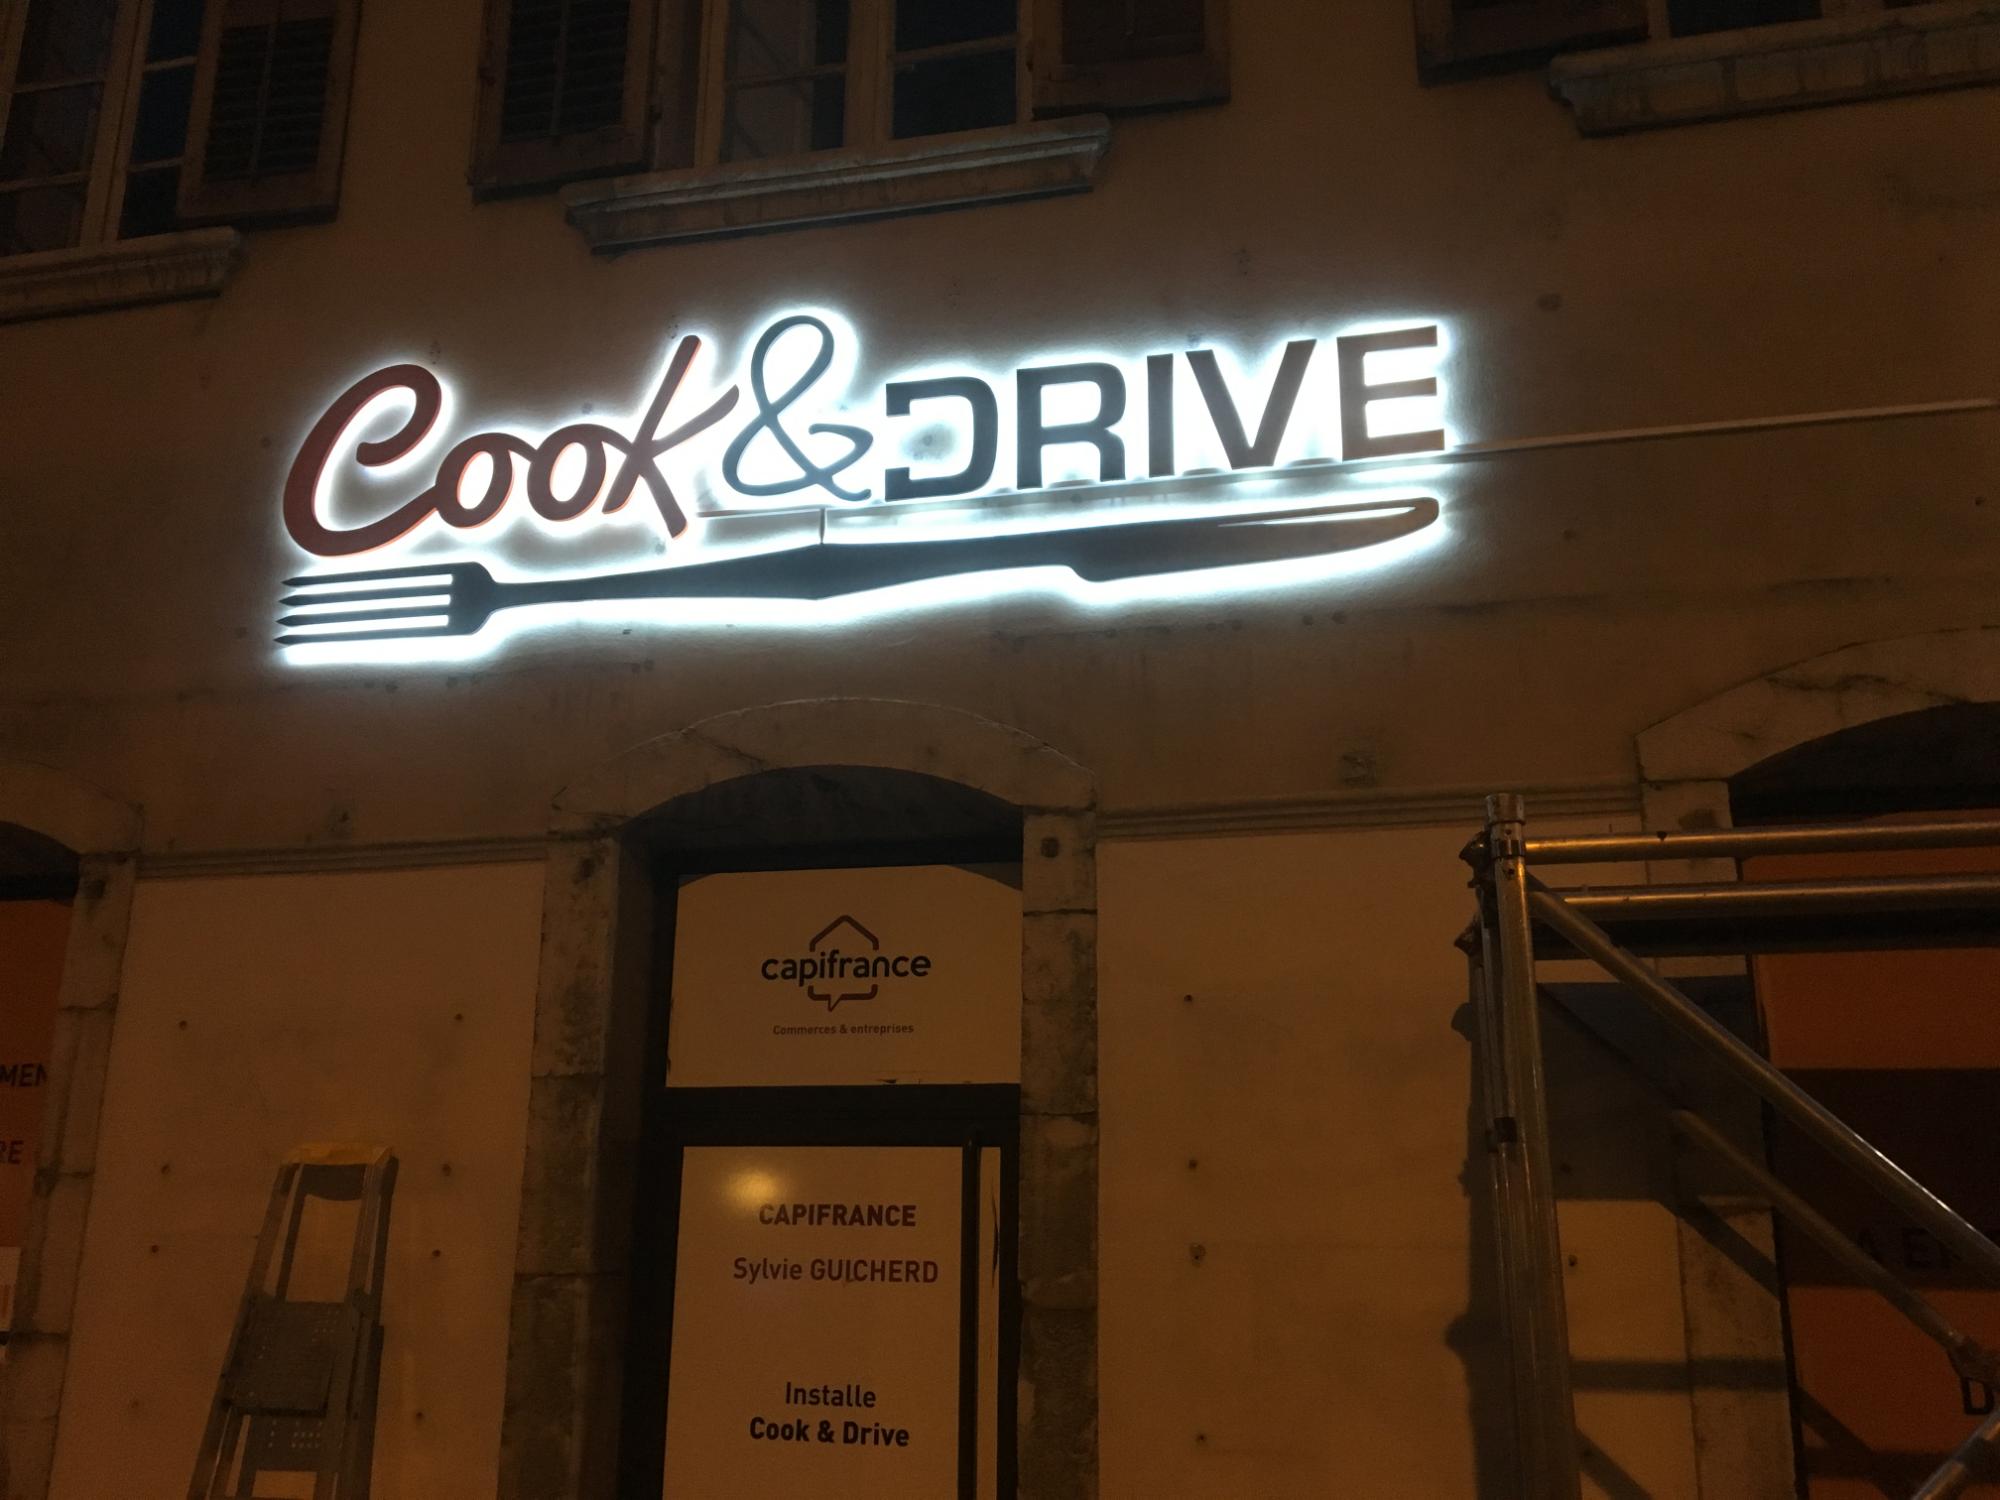 Cook & DRIVE
capifrance
Commerces & entreprises
CAPIFRANCE
Sylvie GUICHERD
Installe
Cook & Drive